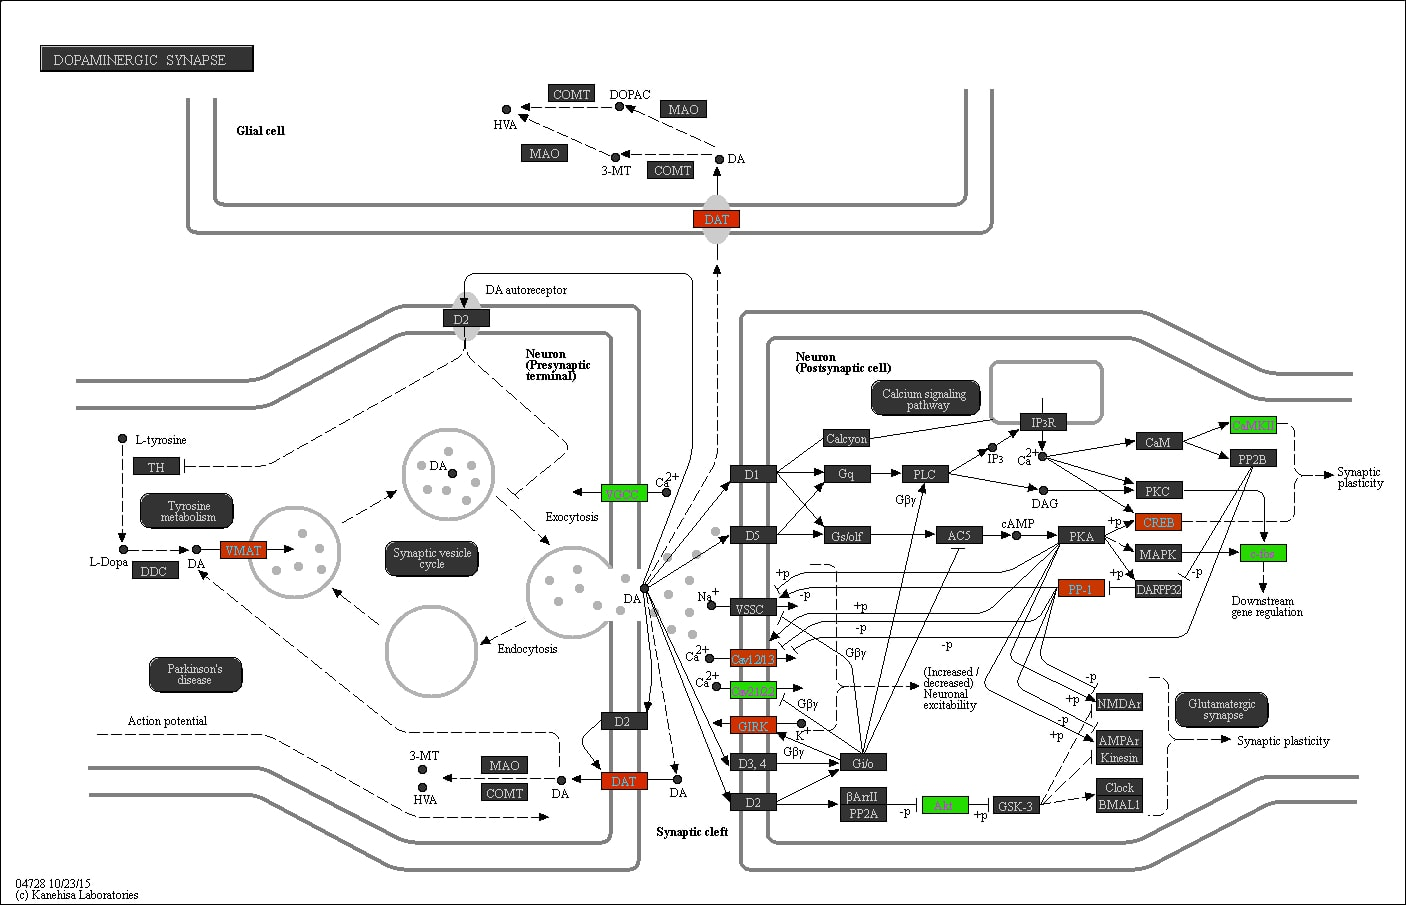 DOPAMINERGIC SYNAPSE
Glial cell
COMT
DOPAC
MAO
HVA
MAO
3-MT
COMT
DA
DAT
DA autoreceptor
D2
Neuron
(Presynaptic
terminal)
L-tyrosine
TH
Tyrosine
metabolism
L-Dopa
DDC
DA
VMAT
DA
Synaptic vesicle
cycle
VGCC
Ca2+
Exocytosis
DA
Endocytosis
Parkinson's
disease
Action potential
3-MT
HVA
MAO
COMT
DA
D2
DAT
DA
Synaptic cleft
Neuron
(Postsynaptic cell)
Calcium signaling
pathway
IP3R
Calcyon
IP3
Ca2+
CaM
CaMKII
PP2B
Synaptic
plasticity
D1
Gq
PLC
DAG
PKC
Gβγ
D5
Gs/olf
AC5
cAMP
PKA
+p
CREB
MAPK
c-fos
+p
DARPP32
-p
PP-1
Downstream
gene regulation
+p
-p
Na+
VSSC
+p
-p
-p
Gβγ
Ca2+
Cav1.2/1.3
Ca2+
Cav2.1/2.2
Gβγ
(Increased /
decreased)
Neuronal
excitability
GIRK
K+
Gβγ
D3, 4
Gi/o
D2
βArrII
PP2A
-p
Akt
+p
GSK-3
-p
+p
NMDAr
-p
+p
AMPAr
Kinesin
Clock
BMAL1
Glutamatergic
synapse
Synaptic plasticity
04728 10/23/15
(c) Kanehisa Laboratories